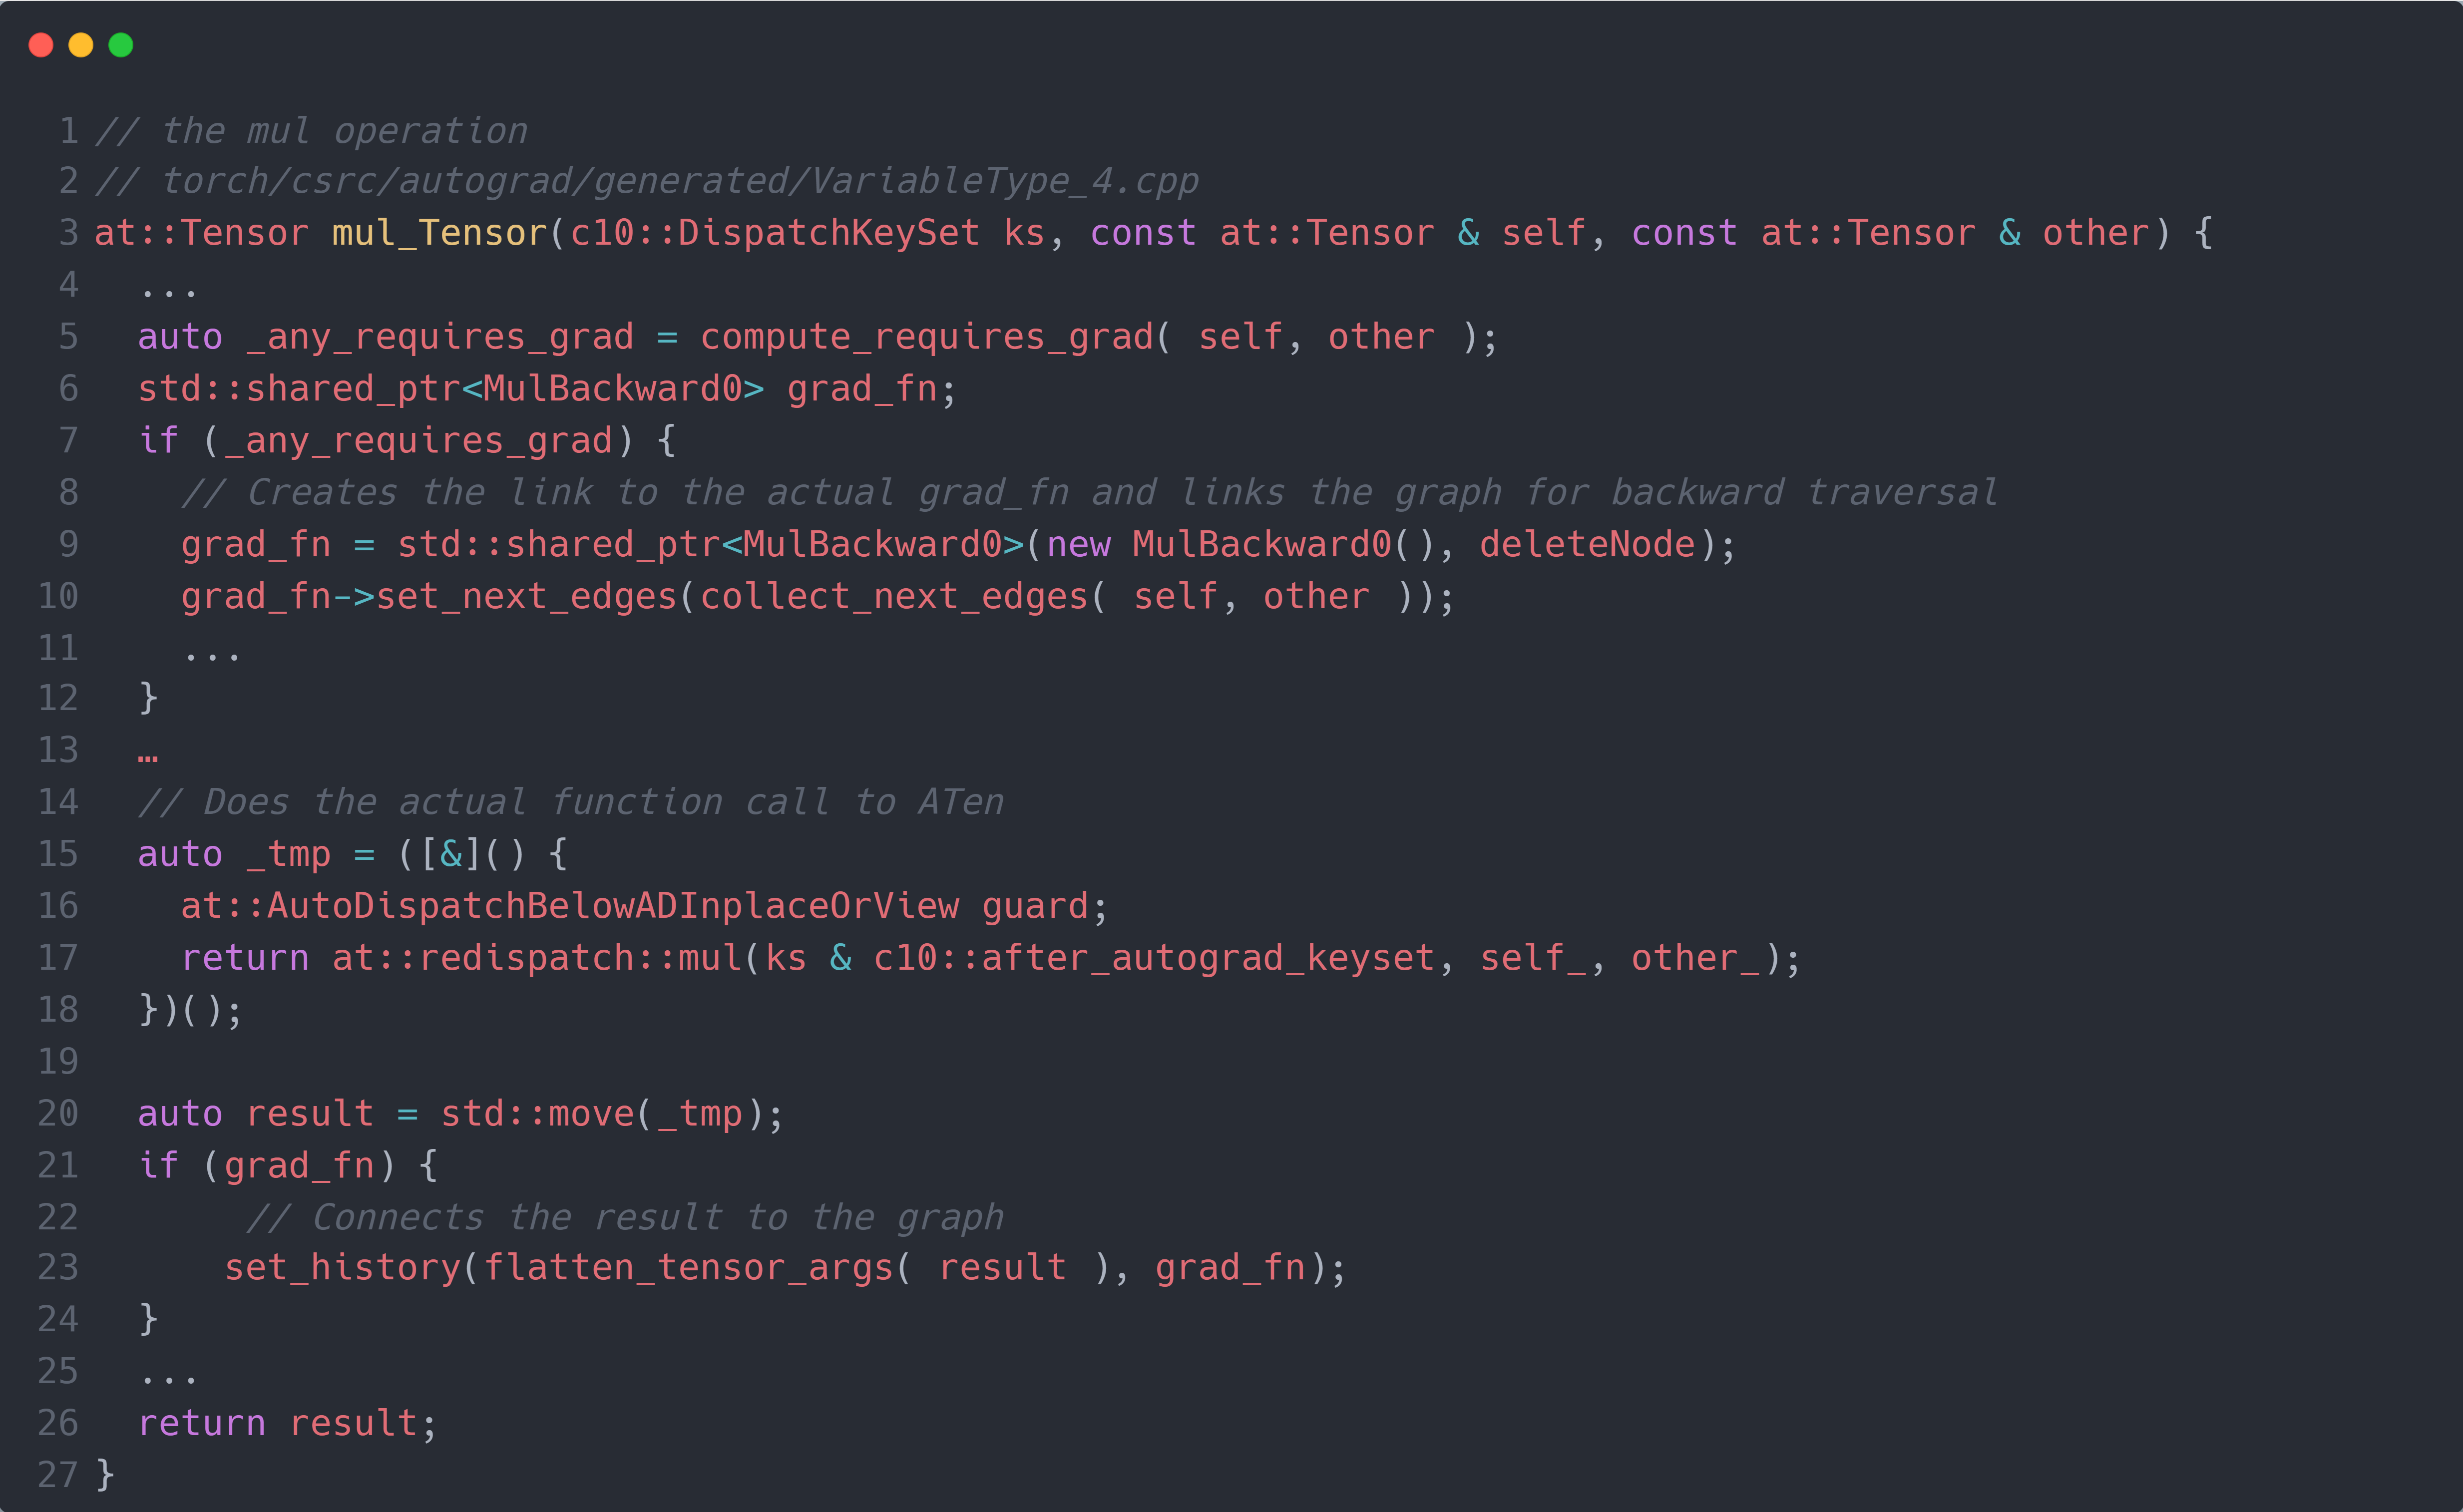 1 // the mul operation
2 // torch/csrc/autograd/generated/VariableType_4.cpp
3 at::Tensor mul_Tensor(c10::DispatchKeySet ks, const at::Tensor & self, const at::Tensor & other) {
4   ...
5   auto _any_requires_grad = compute_requires_grad( self, other );
6   std::shared_ptr<MulBackward0> grad_fn;
7   if (_any_requires_grad) {
8     // Creates the link to the actual grad_fn and links the graph for backward traversal
9     grad_fn = std::shared_ptr<MulBackward0>(new MulBackward0(), deleteNode);
10     grad_fn->set_next_edges(collect_next_edges( self, other ));
11     ...
12   }
13   …
14   // Does the actual function call to ATen
15   auto _tmp = ([&]() {
16     at::AutoDispatchBelowADInplaceOrView guard;
17     return at::redispatch::mul(ks & c10::after_autograd_keyset, self_, other_);
18   })();
19
20   auto result = std::move(_tmp);
21   if (grad_fn) {
22        // Connects the result to the graph
23       set_history(flatten_tensor_args( result ), grad_fn);
24   }
25   ...
26   return result;
27 }